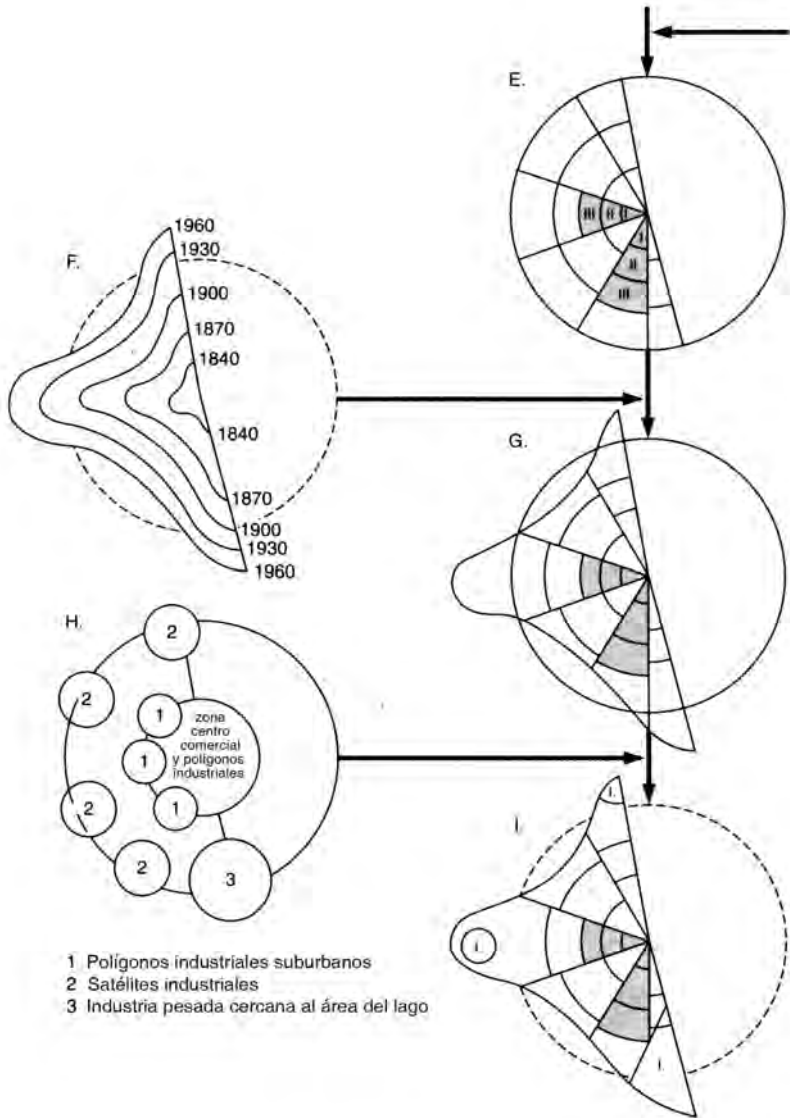 E.
III II I
I
II
III
F.
1960
1930
1900
1870
1840
1840
1870
1900
1930
1960
G.
H.
2
2
1
zona
centro
comercial
y polígonos
industriales
1
1
2
2
3
I.
i.
i.
i.
1 Polígonos industriales suburbanos
2 Satélites industriales
3 Industria pesada cercana al área del lago